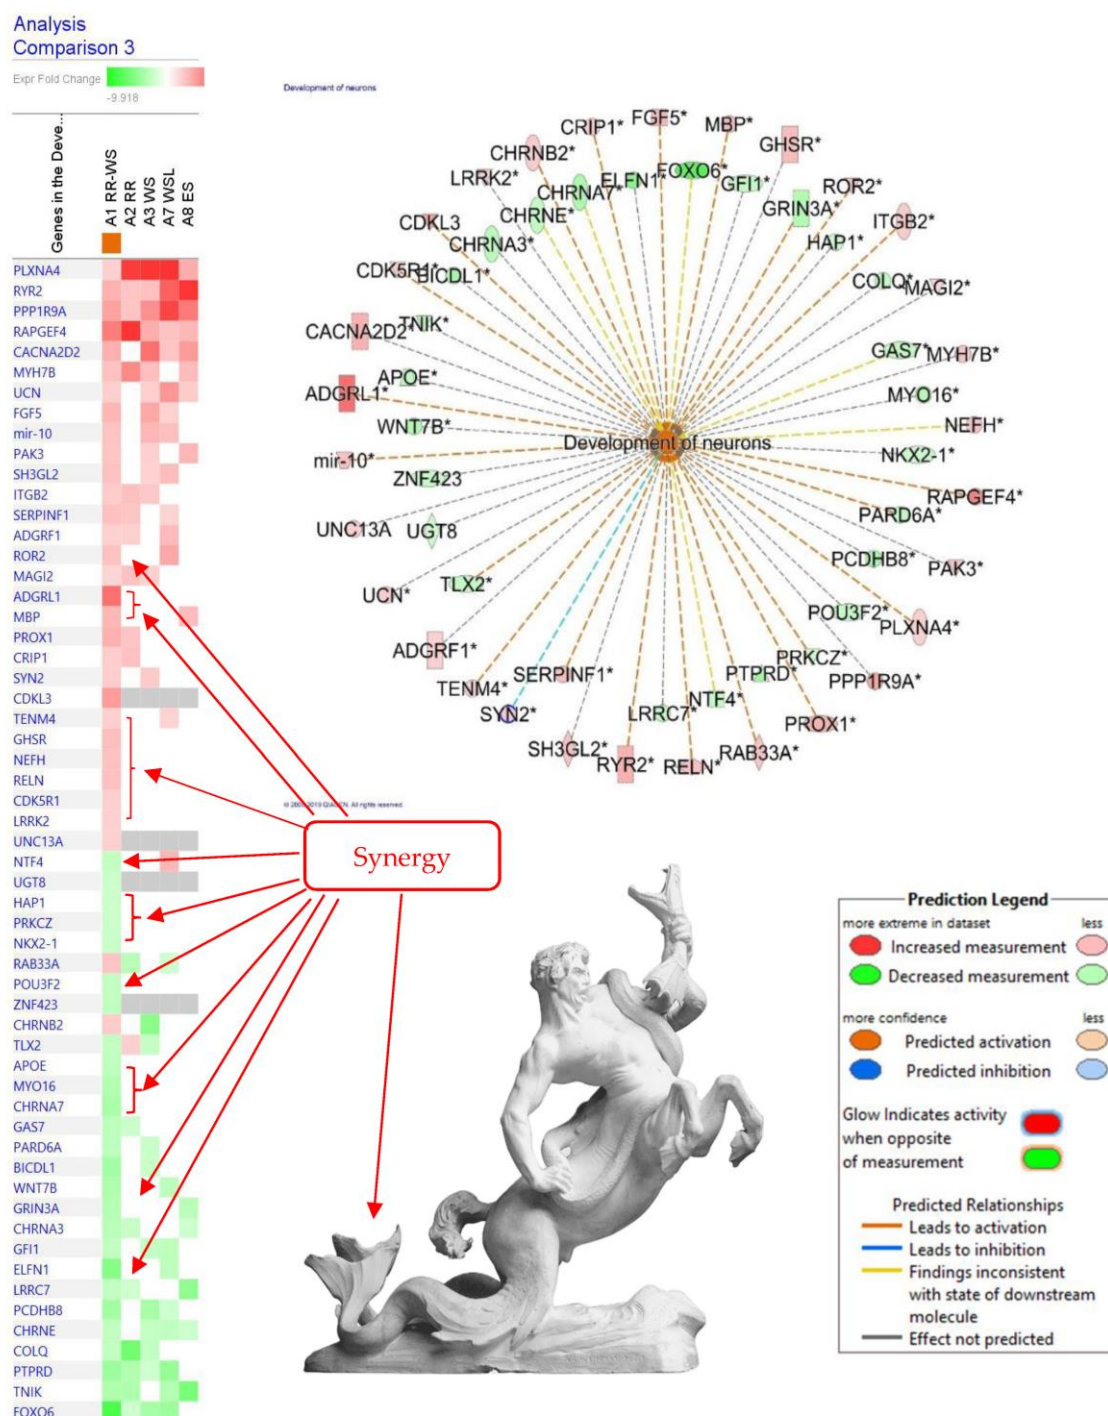 Analysis
Comparison 3
Expr Fold Change
-9.918
Genes in the Deve...
A1 RR-WS
A2 RR
A3 WS
A7 WSL
A8 ES
PLXNA4
RYR2
PPP1R9A
RAPGEF4
CACNA2D2
MYH7B
UCN
FGF5
mir-10
PAK3
SH3GL2
ITGB2
SERPINF1
ADGRF1
ROR2
MAGI2
ADGRL1
MBP
PROX1
CRIP1
SYN2
CDKL3
TENM4
GHSR
NEFH
RELN
CDK5R1
LRRK2
UNC13A
NTF4
UGT8
HAP1
PRKCZ
NKX2-1
RAB33A
POU3F2
ZNF423
CHRNB2
TLX2
APOE
MYO16
CHRNA7
GAS7
PARD6A
BICDL1
WNT7B
GRIN3A
CHRNA3
GFI1
ELFN1
LRRC7
PCDHB8
CHRNE
COLQ
PTPRD
TNIK
FOXO6
Development of neurons
FGF5*
CRIP1*
MBP*
GHSR*
CHRNB2*
LRRK2*
CHRNA7*
ELFN1*
FOXO6*
GFI1*
ROR2*
GRIN3A*
CDKL3
CHRNE*
ITGB2*
CHRNA3*
HAP1*
CDK5R1*
BICDL1*
COLQ*
MAGI2*
CACNA2D2*
TNIK*
GAS7*
MYH7B*
APOE*
ADGRL1*
MYO16*
WNT7B*
NEFH*
Development of neurons
mir-10*
NKX2-1*
ZNF423
RAPGEF4*
PARD6A*
UNC13A
UGT8
PCDHB8*
PAK3*
TLX2*
UCN*
POU3F2*
PLXNA4*
ADGRF1*
PRKCZ*
SERPINF1*
PTPRD*
PPP1R9A*
TENM4*
NTF4*
SYN2*
LRRC7*
PROX1*
SH3GL2*
RAB33A*
RYR2*
RELN*
© 2000-2019 QIAGEN. All rights reserved.
Synergy
Prediction Legend
more extreme in dataset less
Increased measurement
Decreased measurement
more confidence less
Predicted activation
Predicted inhibition
Glow Indicates activity
when opposite
of measurement
Predicted Relationships
Leads to activation
Leads to inhibition
Findings inconsistent
with state of downstream
molecule
Effect not predicted